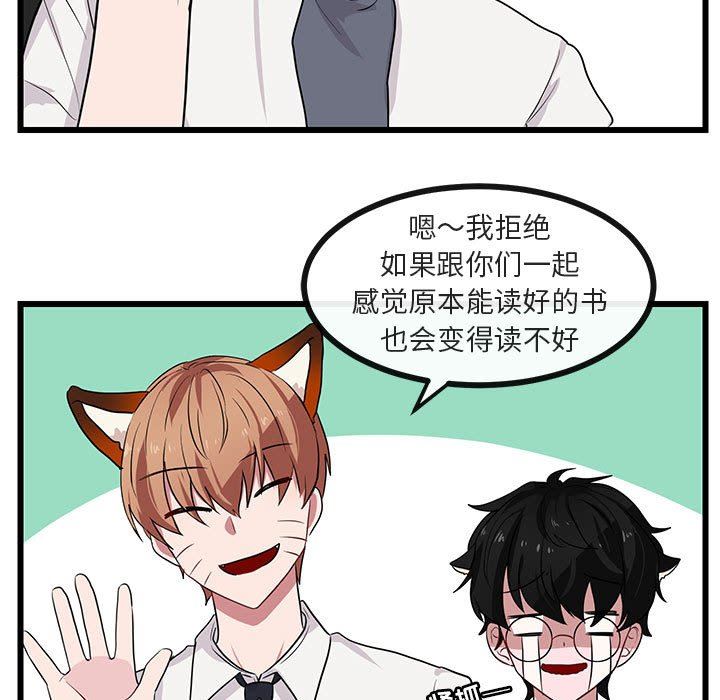 嗯～我拒绝
如果跟你们一起
感觉原本能读好的书
也会变得读不好